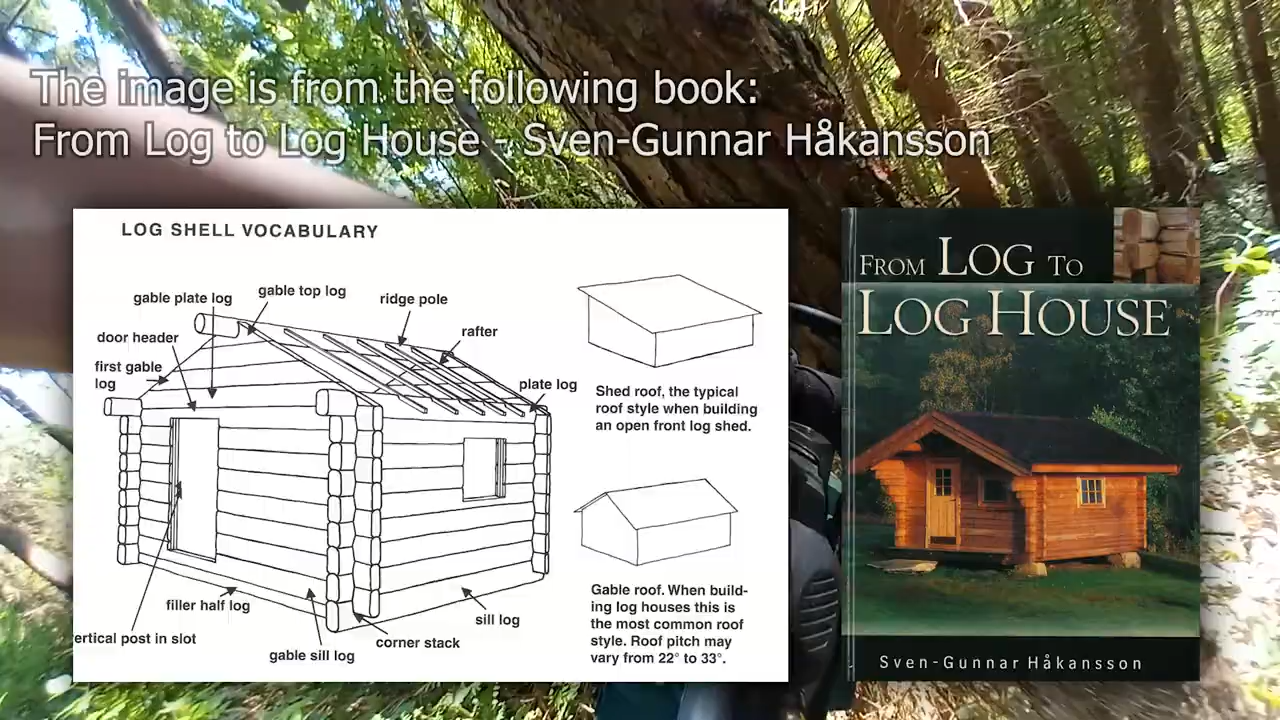 The image is from the following book:
From Log to Log House - Sven-Gunnar Håkansson
LOG SHELL VOCABULARY
gable plate log
gable top log
ridge pole
door header
rafter
first gable
log
plate log
filler half log
ertical post in slot
gable sill log
corner stack
sill log
Shed roof, the typical
roof style when building
an open front log shed.
Gable roof. When build-
ing log houses this is
the most common roof
style. Roof pitch may
vary from 22° to 33°.
FROM LOG TO
LOG HOUSE
Sven-Gunnar Håkansson